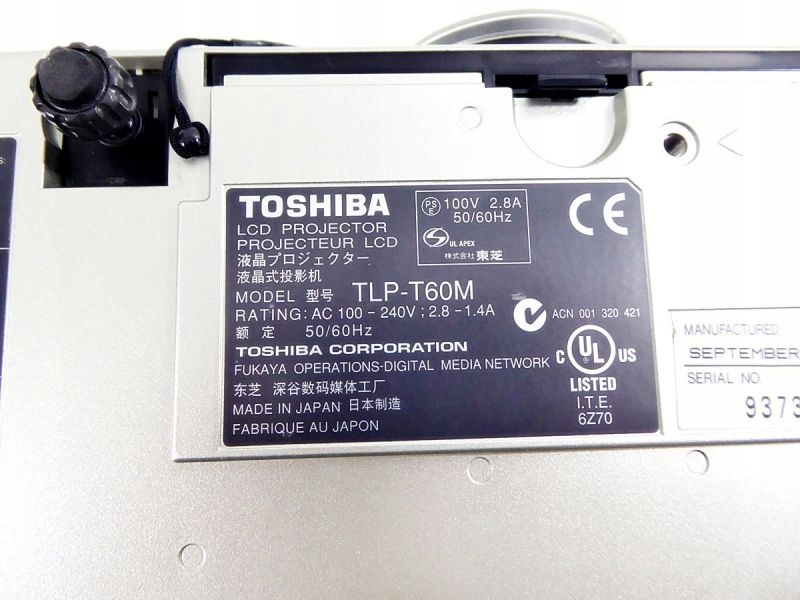 TOSHIBA
LCD PROJECTOR
PROJECTEUR LCD
液晶プロジェクター
液晶式投影机
MODEL 型号 TLP-T60M
RATING: AC 100 - 240V ; 2.8 - 1.4A
额 定 50/60Hz
TOSHIBA CORPORATION
FUKAYA OPERATIONS-DIGITAL MEDIA NETWORK
东芝 深谷数码媒体工厂
MADE IN JAPAN 日本制造
FABRIQUE AU JAPON
PS E 100V 2.8A
50/60Hz
S UL APEX
株式会社 東芝
CE
N ACN 001 320 421
C UL US
LISTED
I.T.E.
6Z70
MANUFACTURED
SEPTEMBER
SERIAL NO.
9373
S: